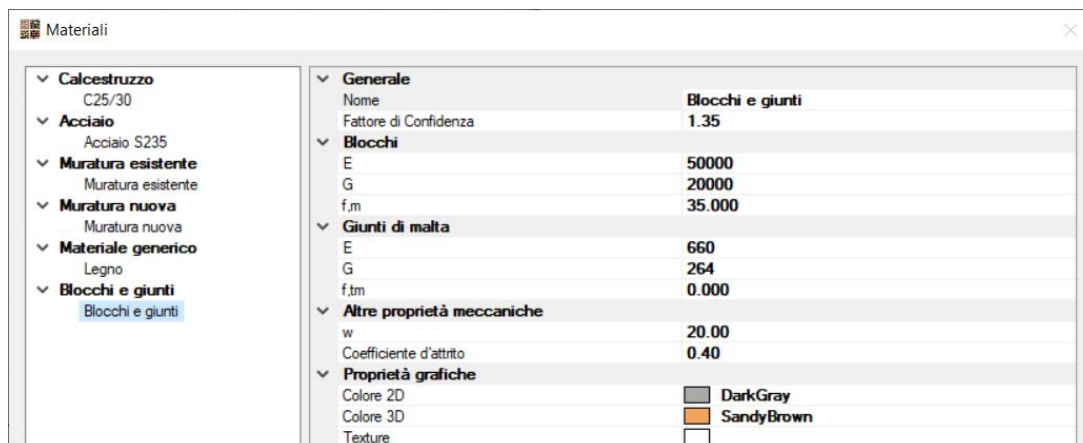 Materiali
Calcestruzzo
C25/30
Acciaio
Acciaio S235
Muratura esistente
Muratura esistente
Muratura nuova
Muratura nuova
Materiale generico
Legno
Blocchi e giunti
Blocchi e giunti
Generale
Nome Blocchi e giunti
Fattore di Confidenza 1.35
Blocchi
E 50000
G 20000
f,m 35.000
Giunti di malta
E 660
G 264
f,tm 0.000
Altre proprietà meccaniche
w 20.00
Coefficiente d'attrito 0.40
Proprietà grafiche
Colore 2D DarkGray
Colore 3D SandyBrown
Texture